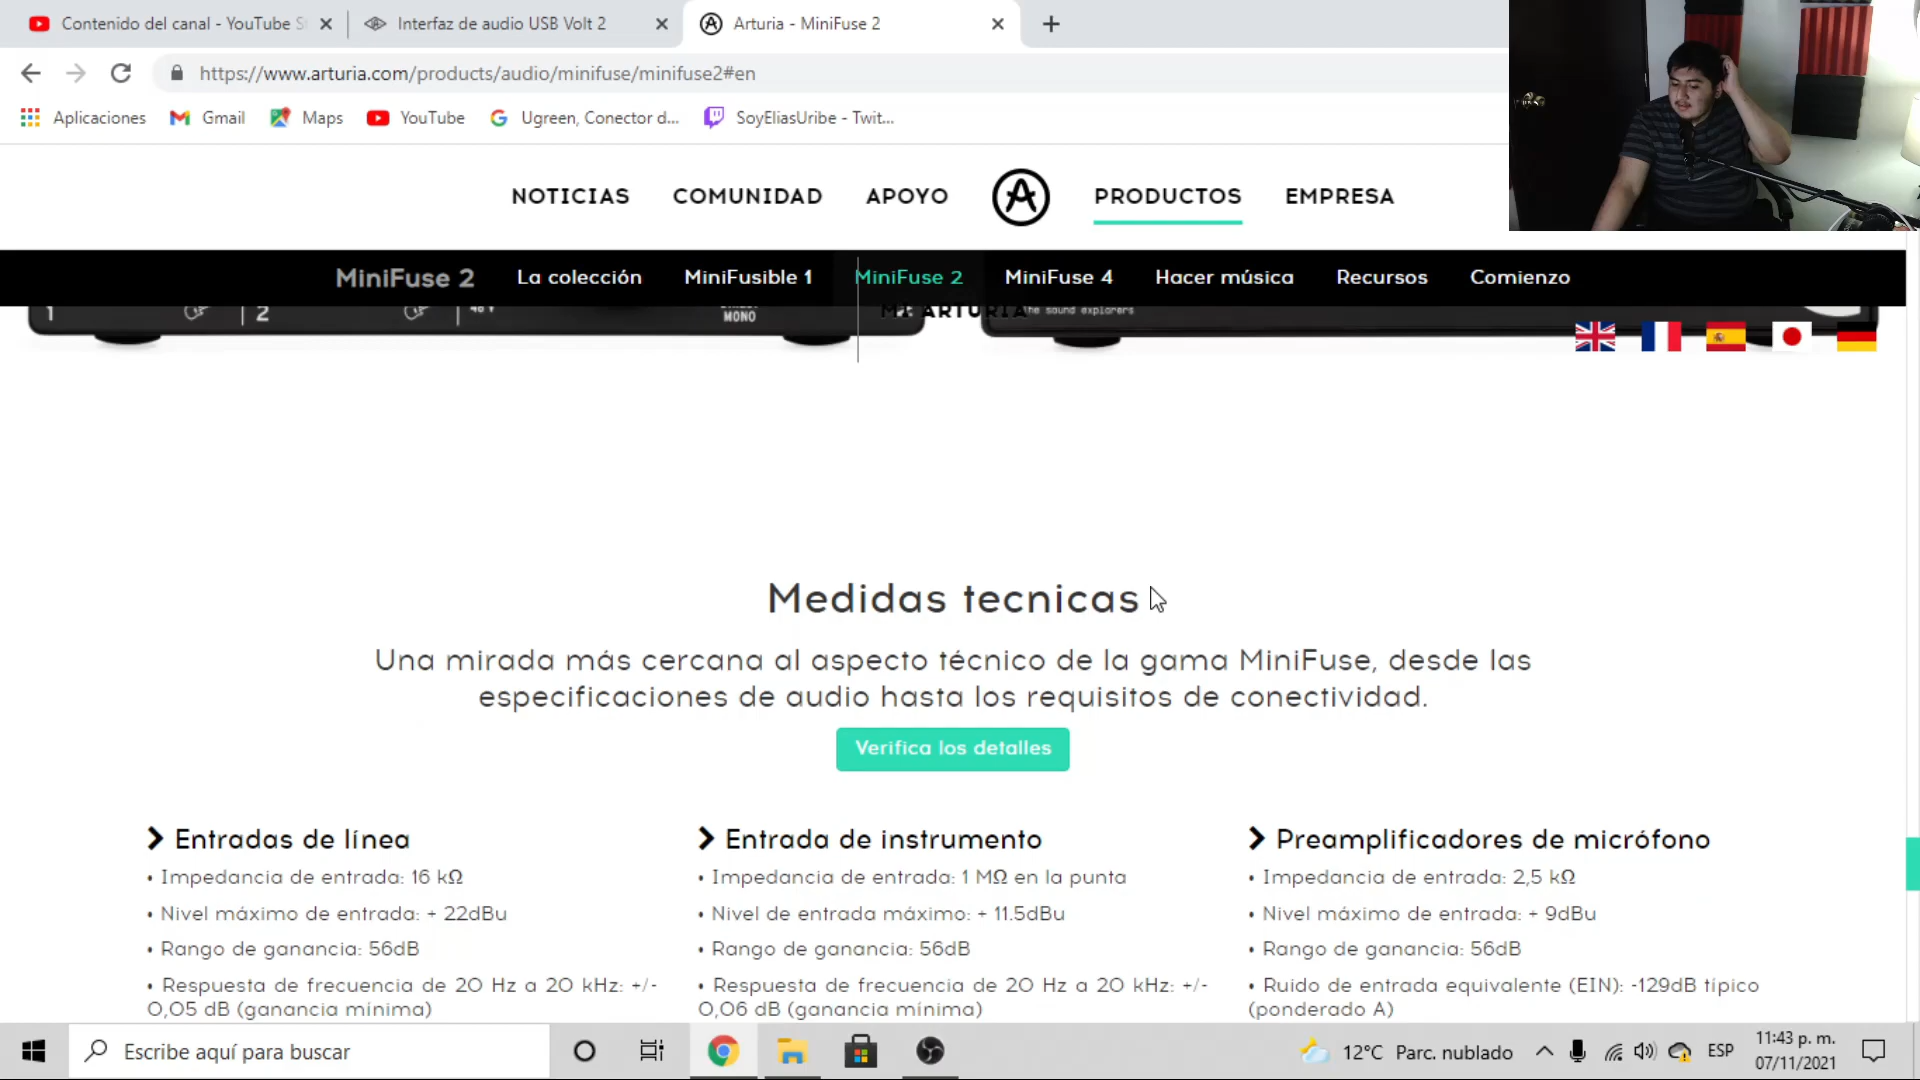 Contenido del canal - YouTube S
Interfaz de audio USB Volt 2
Arturia - MiniFuse 2
https://www.arturia.com/products/audio/minifuse/minifuse2#en
Aplicaciones
Gmail
Maps
YouTube
Ugreen, Conector d...
SoyEliasUribe - Twit...
NOTICIAS
COMUNIDAD
APOYO
PRODUCTOS
EMPRESA
MiniFuse 2
La colección
MiniFusible 1
MiniFuse 2
MiniFuse 4
Hacer música
Recursos
Comienzo
1
2
48V
MONO
MI ARTURIA
The sound explorers
Medidas tecnicas
Una mirada más cercana al aspecto técnico de la gama MiniFuse, desde las
especificaciones de audio hasta los requisitos de conectividad.
Verifica los detalles
Entradas de línea
• Impedancia de entrada: 16 kΩ
• Nivel máximo de entrada: + 22dBu
• Rango de ganancia: 56dB
• Respuesta de frecuencia de 20 Hz a 20 kHz: +/-
0,05 dB (ganancia mínima)
Entrada de instrumento
• Impedancia de entrada: 1 MΩ en la punta
• Nivel de entrada máximo: + 11.5dBu
• Rango de ganancia: 56dB
• Respuesta de frecuencia de 20 Hz a 20 kHz: +/-
0,06 dB (ganancia mínima)
Preamplificadores de micrófono
• Impedancia de entrada: 2,5 kΩ
• Nivel máximo de entrada: + 9dBu
• Rango de ganancia: 56dB
• Ruido de entrada equivalente (EIN): -129dB típico
(ponderado A)
Escribe aquí para buscar
12°C Parc. nublado
ESP
11:43 p. m.
07/11/2021